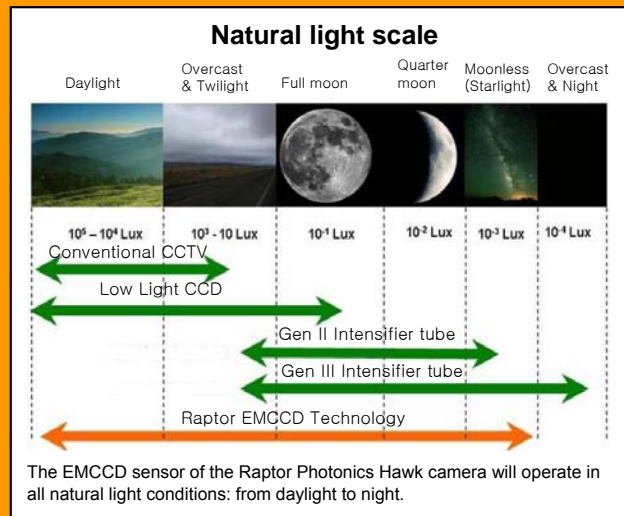 Natural light scale
Daylight
Overcast
& Twilight
Full moon
Quarter
moon
Moonless
(Starlight)
Overcast
& Night
10⁵ – 10⁴ Lux
10³ - 10 Lux
10⁻¹ Lux
10⁻² Lux
10⁻³ Lux
10⁻⁴ Lux
Conventional CCTV
Low Light CCD
Gen II Intensifier tube
Gen III Intensifier tube
Raptor EMCCD Technology
The EMCCD sensor of the Raptor Photonics Hawk camera will operate in
all natural light conditions: from daylight to night.